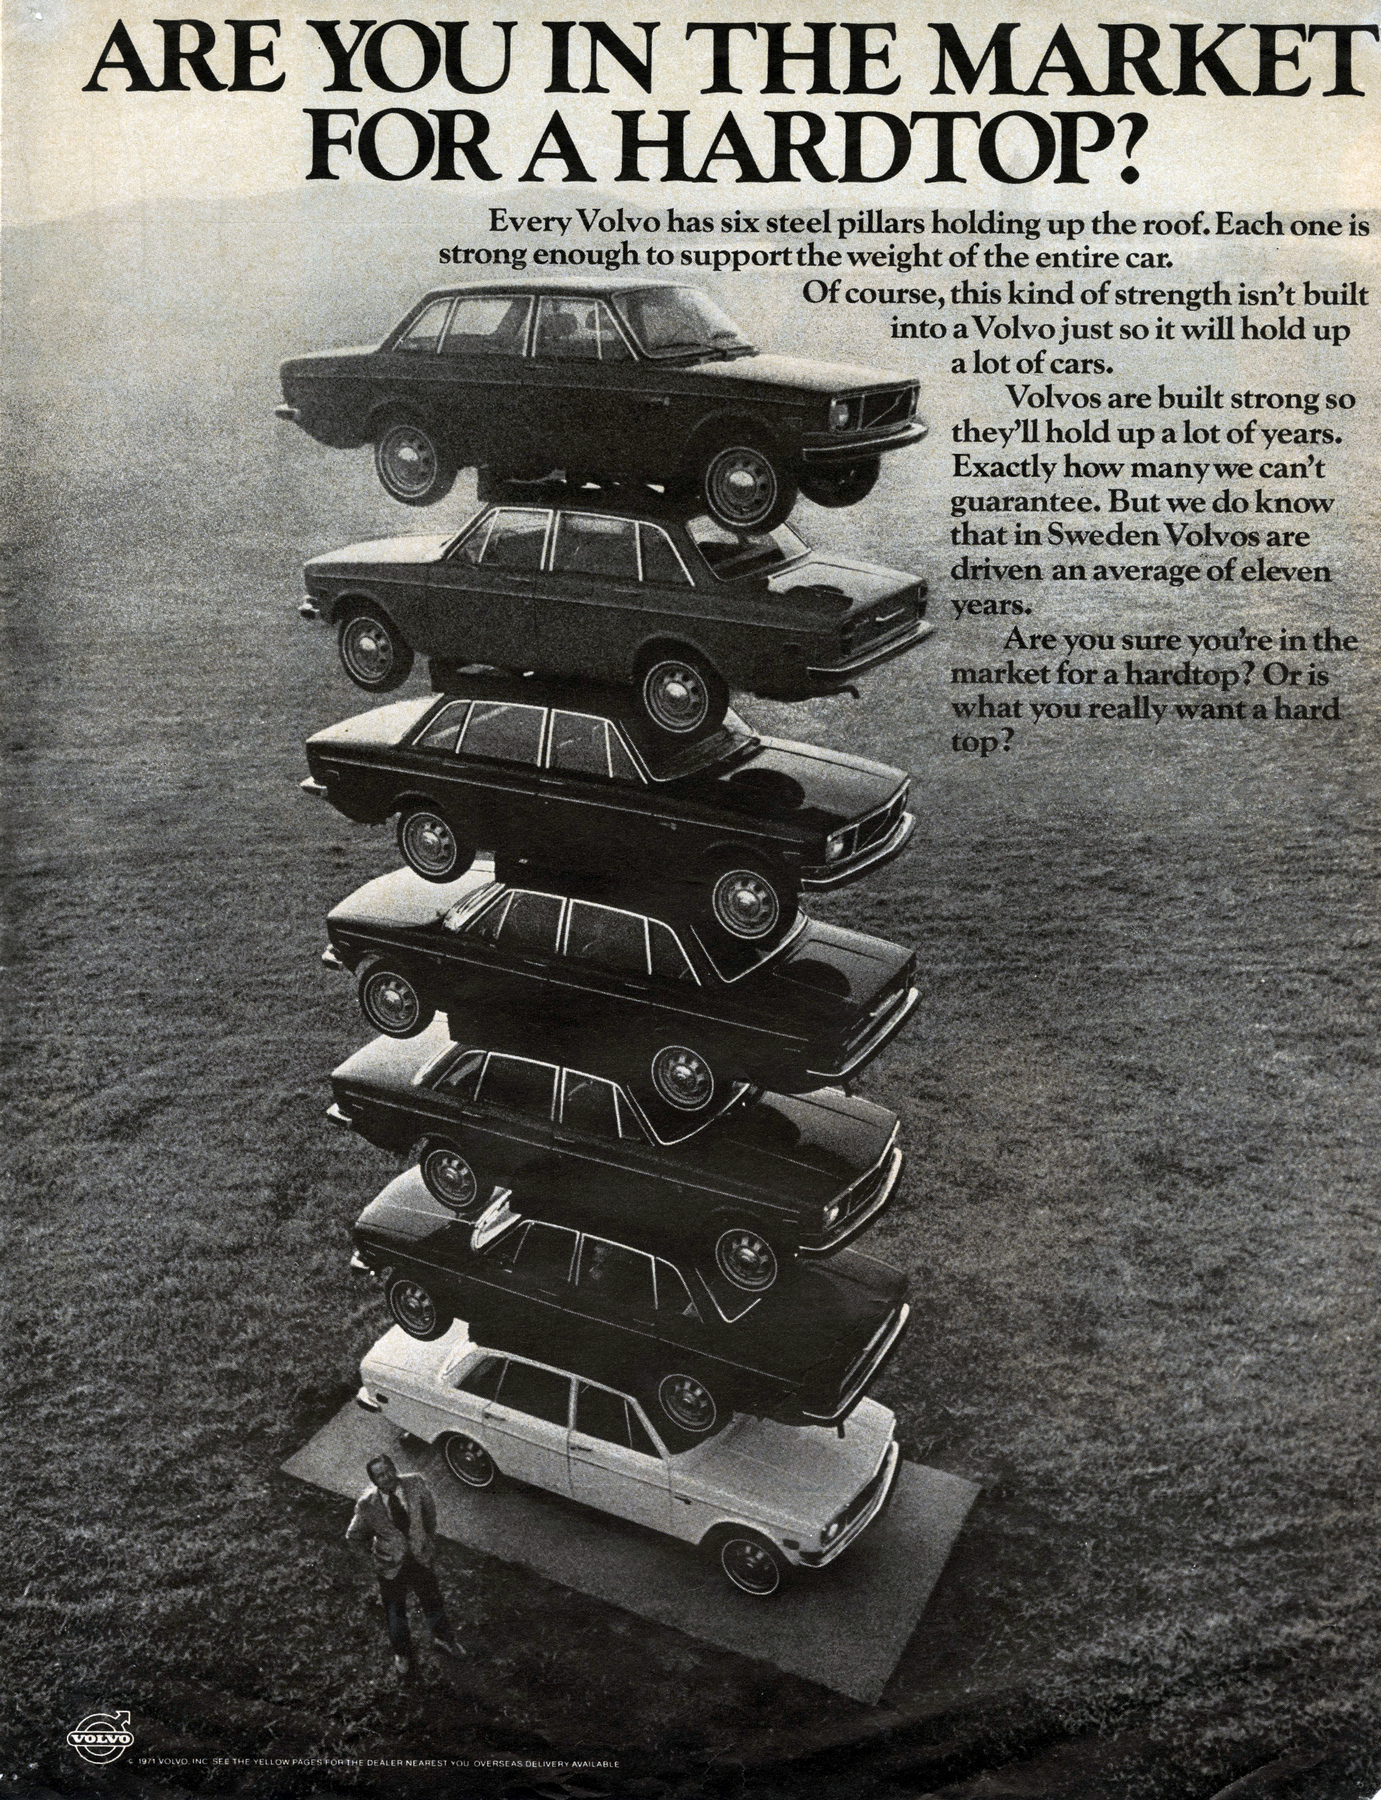 ARE YOU IN THE MARKET
FOR A HARDTOP?
Every Volvo has six steel pillars holding up the roof. Each one is
strong enough to support the weight of the entire car.
Of course, this kind of strength isn't built
into a Volvo just so it will hold up
a lot of cars.
Volvos are built strong so
they'll hold up a lot of years.
Exactly how many we can't
guarantee. But we do know
that in Sweden Volvos are
driven an average of eleven
years.
Are you sure you're in the
market for a hardtop? Or is
what you really want a hard
top?
VOLVO
© 1971 VOLVO, INC. SEE THE YELLOW PAGES FOR THE DEALER NEAREST YOU. OVERSEAS DELIVERY AVAILABLE